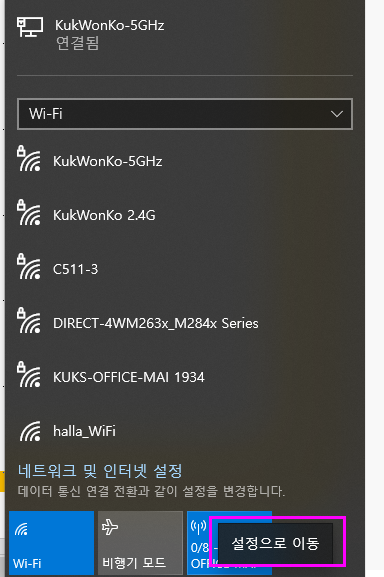 KukWonKo-5GHz
연결됨
Wi-Fi
KukWonKo-5GHz
KukWonKo 2.4G
C511-3
DIRECT-4WM263x_M284x Series
KUKS-OFFICE-MAI 1934
halla_WiFi
네트워크 및 인터넷 설정
데이터 통신 연결 전환과 같이 설정을 변경합니다.
설정으로 이동
0/8
Wi-Fi
비행기 모드
OFFICE